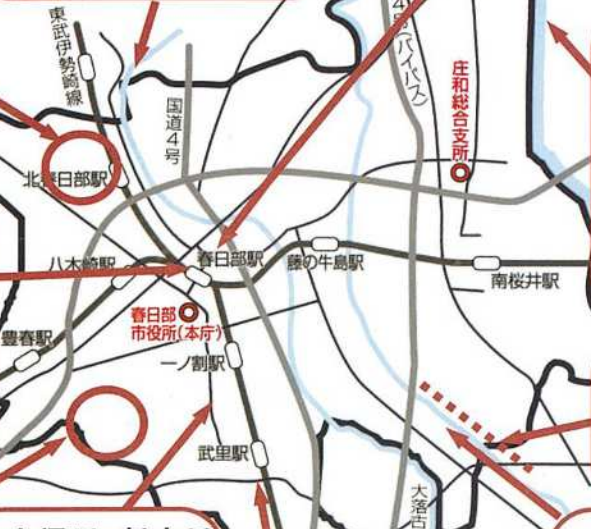 東武伊勢崎線
4号(バイパス)
国道4号
庄和総合支所
北春日部駅
八木崎駅
春日部駅
藤の牛島駅
南桜井駅
春日部
市役所(本庁)
豊春駅
一ノ割駅
武里駅
大落古